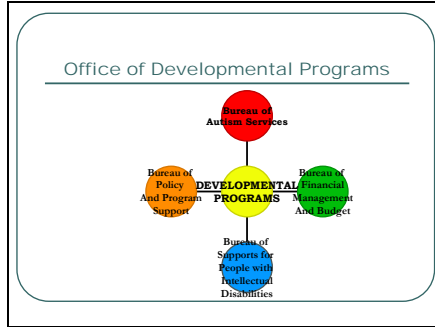 Office of Developmental Programs
Bureau of
Autism Services
Bureau of
Policy
And Program
Support
DEVELOPMENTAL
PROGRAMS
Bureau of
Financial
Management
And Budget
Bureau of
Supports for
People with
Intellectual
Disabilities